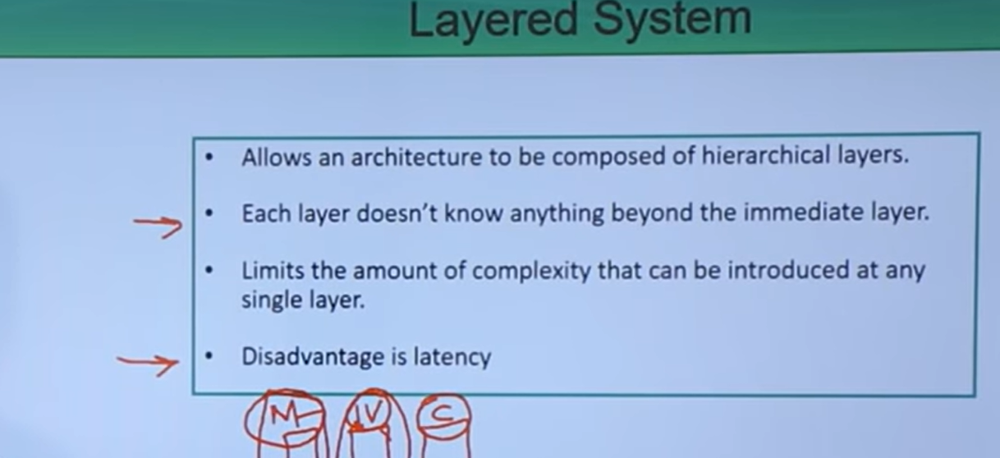 Layered System
• Allows an architecture to be composed of hierarchical layers.
• Each layer doesn't know anything beyond the immediate layer.
• Limits the amount of complexity that can be introduced at any
single layer.
• Disadvantage is latency
M V C